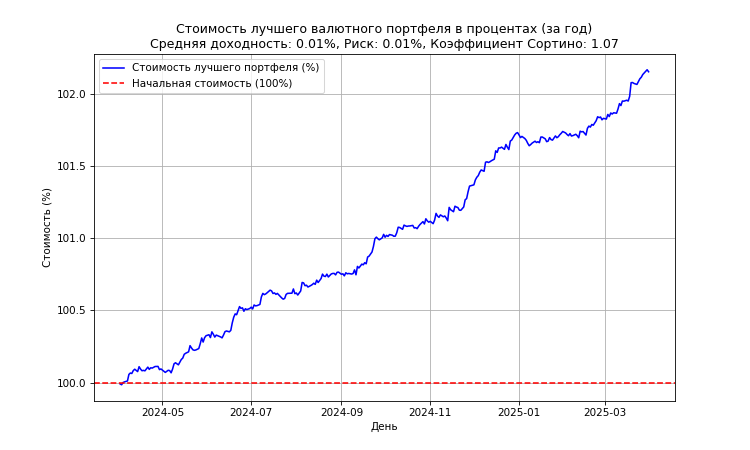 Стоимость лучшего валютного портфеля в процентах (за год)
Средняя доходность: 0.01%, Риск: 0.01%, Коэффициент Сортино: 1.07
Стоимость лучшего портфеля (%)
Начальная стоимость (100%)
Стоимость (%)
102.0
101.5
101.0
100.5
100.0
2024-05 2024-07 2024-09 2024-11 2025-01 2025-03
День